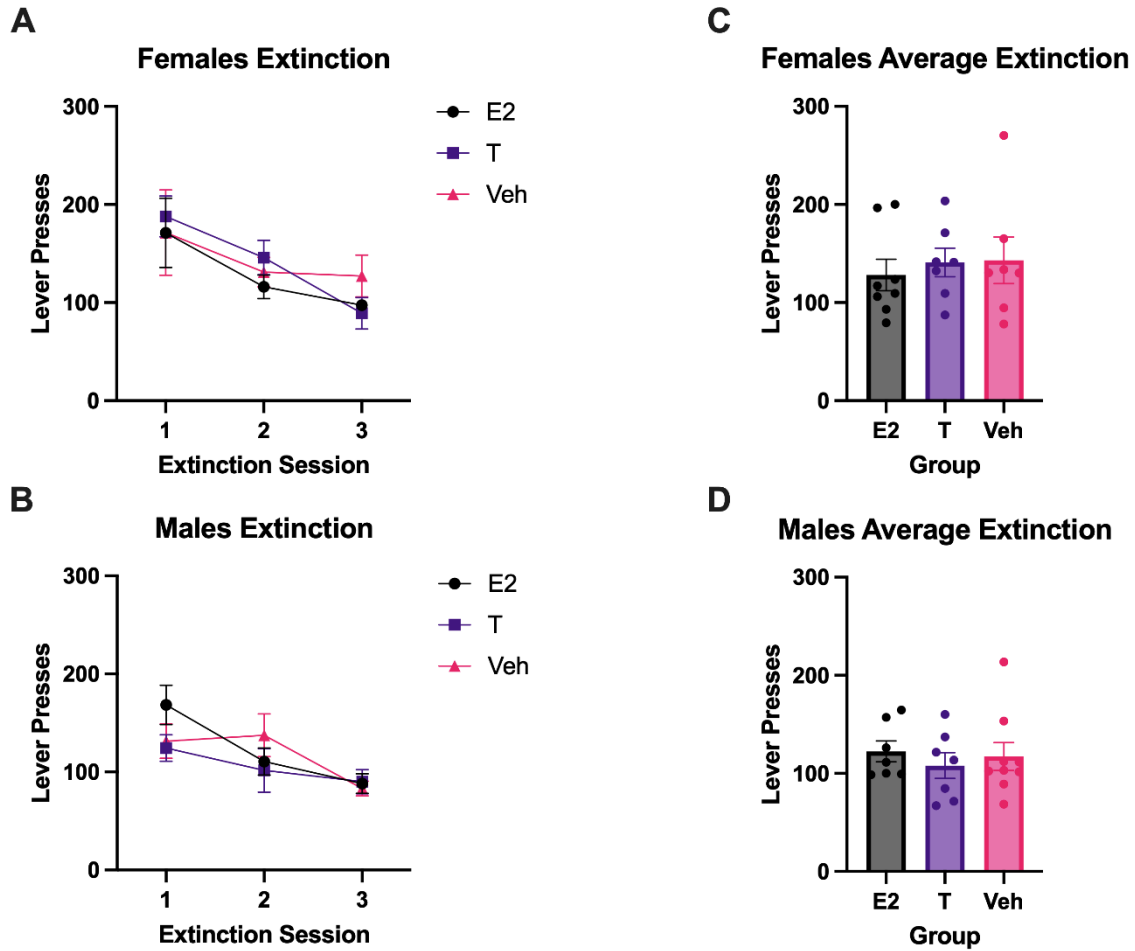 A
Females Extinction
300
200
100
0
Lever Presses
1 2 3
Extinction Session
E2
T
Veh
C
Females Average Extinction
300
200
100
0
Lever Presses
E2 T Veh
Group
B
Males Extinction
300
200
100
0
Lever Presses
1 2 3
Extinction Session
E2
T
Veh
D
Males Average Extinction
300
200
100
0
Lever Presses
E2 T Veh
Group